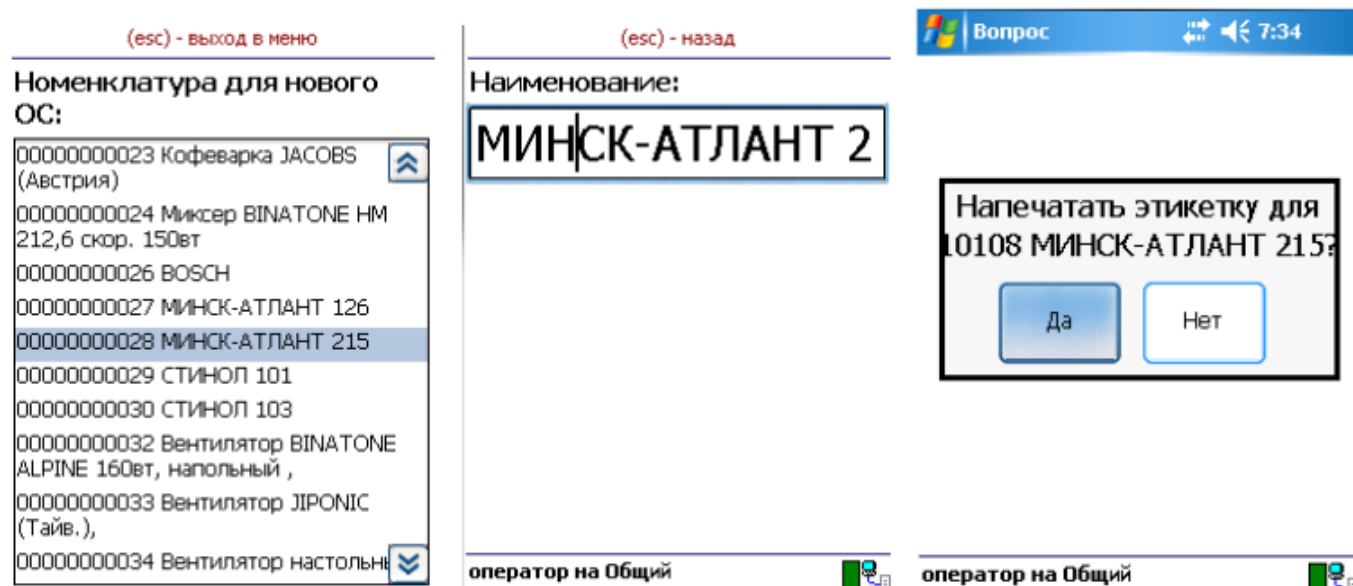 (esc) - выход в меню
Номенклатура для нового
ОС:
00000000023 Кофеварка JACOBS
(Австрия)
00000000024 Миксер BINATONE HM
212,6 скор. 150вт
00000000026 BOSCH
00000000027 МИНСК-АТЛАНТ 126
00000000028 МИНСК-АТЛАНТ 215
00000000029 СТИНОЛ 101
00000000030 СТИНОЛ 103
00000000032 Вентилятор BINATONE
ALPINE 160вт, напольный ,
00000000033 Вентилятор JIPONIC
(Тайв.),
00000000034 Вентилятор настольн
(esc) - назад
Наименование:
МИНСК-АТЛАНТ 2
оператор на Общий
Вопрос 7:34
Напечатать этикетку для
10108 МИНСК-АТЛАНТ 215?
Да
Нет
оператор на Общий